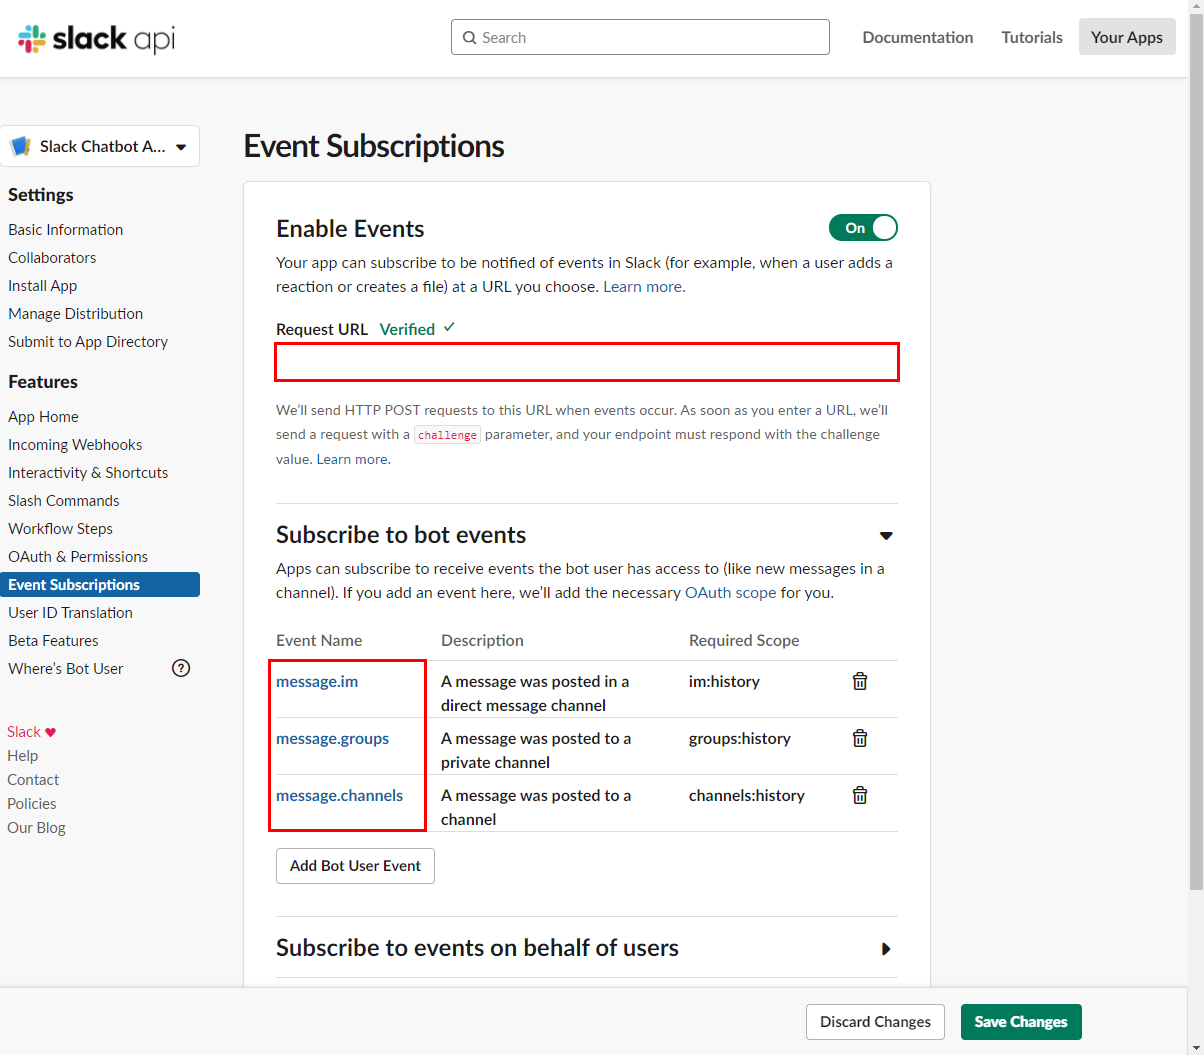 slack api
Search
Documentation
Tutorials
Your Apps
Slack Chatbot A...
Settings
Basic Information
Collaborators
Install App
Manage Distribution
Submit to App Directory
Features
App Home
Incoming Webhooks
Interactivity & Shortcuts
Slash Commands
Workflow Steps
OAuth & Permissions
Event Subscriptions
User ID Translation
Beta Features
Where's Bot User ?
Slack ♥
Help
Contact
Policies
Our Blog
Event Subscriptions
Enable Events
On
Your app can subscribe to be notified of events in Slack (for example, when a user adds a
reaction or creates a file) at a URL you choose. Learn more.
Request URL Verified ✓
We'll send HTTP POST requests to this URL when events occur. As soon as you enter a URL, we'll
send a request with a challenge parameter, and your endpoint must respond with the challenge
value. Learn more.
Subscribe to bot events
Apps can subscribe to receive events the bot user has access to (like new messages in a
channel). If you add an event here, we'll add the necessary OAuth scope for you.
Event Name Description Required Scope
message.im A message was posted in a im:history
direct message channel
message.groups A message was posted to a groups:history
private channel
message.channels A message was posted to a channels:history
channel
Add Bot User Event
Subscribe to events on behalf of users
Discard Changes
Save Changes